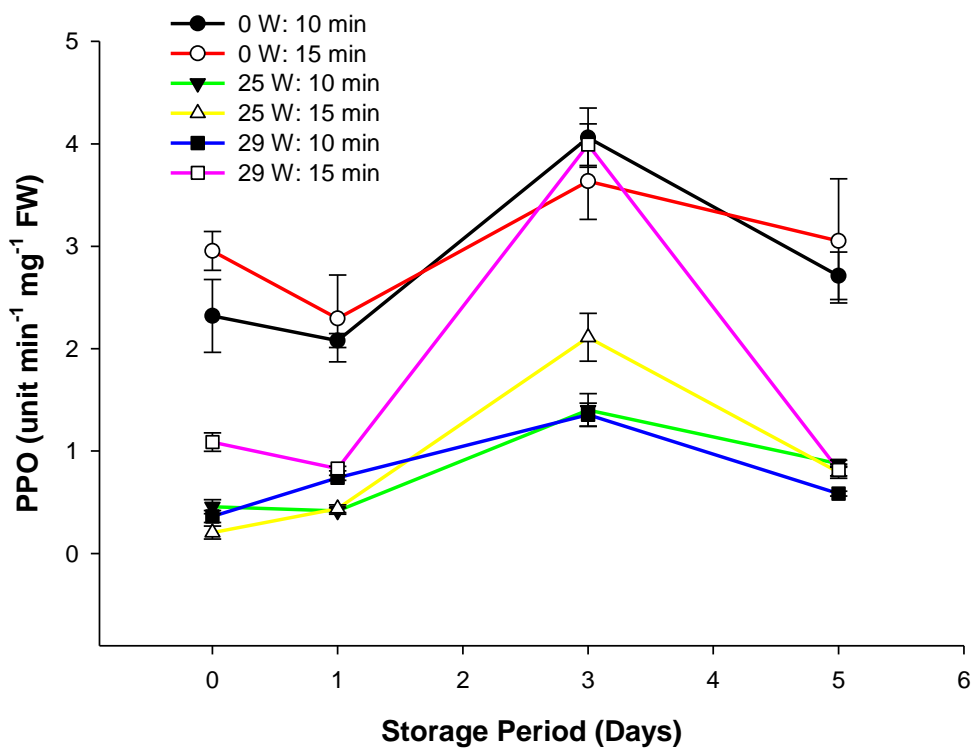 0 W: 10 min
0 W: 15 min
25 W: 10 min
25 W: 15 min
29 W: 10 min
29 W: 15 min
PPO (unit min⁻¹ mg⁻¹ FW)
5
4
3
2
1
0
0 1 2 3 4 5 6
Storage Period (Days)